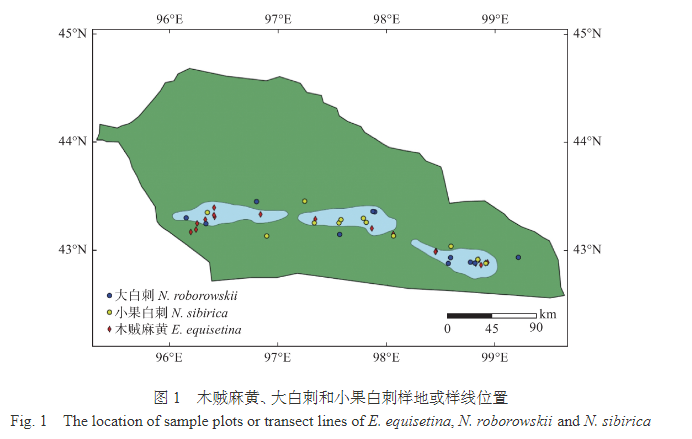 96°E 97°E 98°E 99°E
45°N 45°N
44°N 44°N
43°N 43°N
大白刺 N. roborowskii
小果白刺 N. sibirica
木贼麻黄 E. equisetina
km
0 45 90
96°E 97°E 98°E 99°E
图 1 木贼麻黄、大白刺和小果白刺样地或样线位置
Fig. 1 The location of sample plots or transect lines of E. equisetina, N. roborowskii and N. sibirica